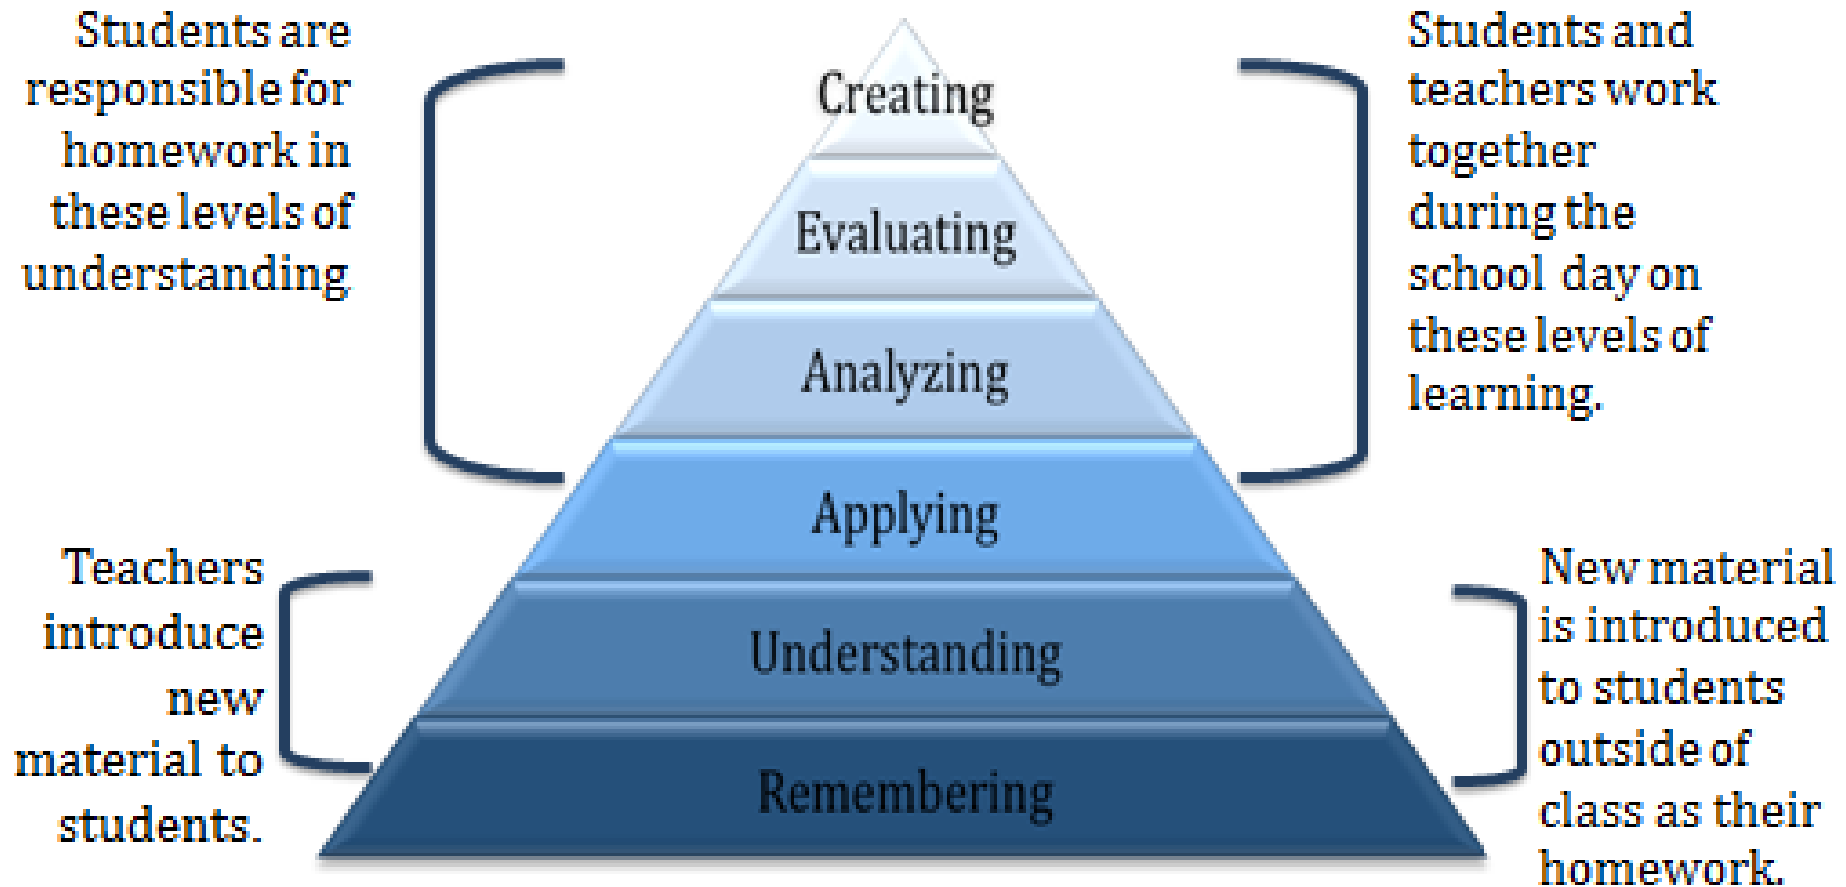 Students are
responsible for
homework in
these levels of
understanding
Teachers
introduce
new
material to
students.
Creating
Evaluating
Analyzing
Applying
Understanding
Remembering
Students and
teachers work
together
during the
school day on
these levels of
learning.
New material
is introduced
to students
outside of
class as their
homework.